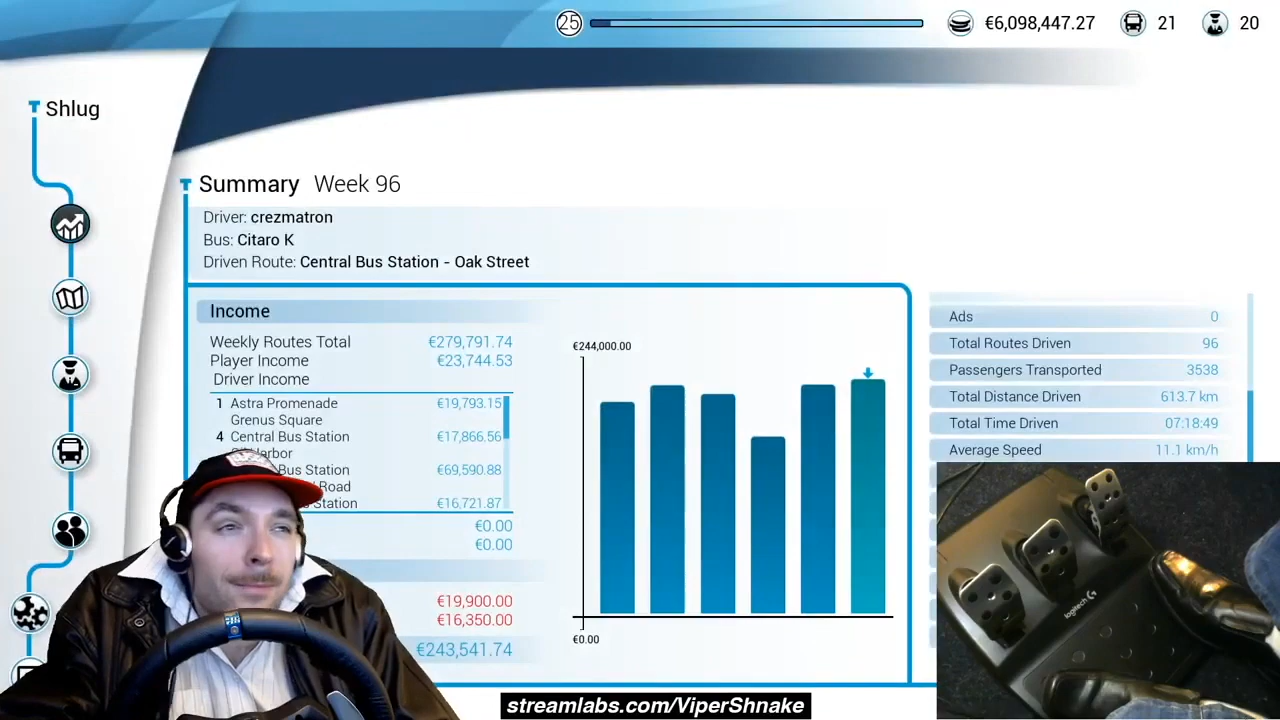 25
€6,098,447.27
21
20
Shlug
Summary Week 96
Driver: crezmatron
Bus: Citaro K
Driven Route: Central Bus Station - Oak Street
Income
Weekly Routes Total €279,791.74
Player Income €23,744.53
Driver Income
1 Astra Promenade €19,793.15
Grenus Square
4 Central Bus Station €17,866.56
arbor
Bus Station €69,590.88
Road
Station €16,721.87
€0.00
€0.00
€19,900.00
€16,350.00
€243,541.74
€244,000.00
€0.00
Ads 0
Total Routes Driven 96
Passengers Transported 3538
Total Distance Driven 613.7 km
Total Time Driven 07:18:49
Average Speed 11.1 km/h
logitech G
streamlabs.com/ViperShnake